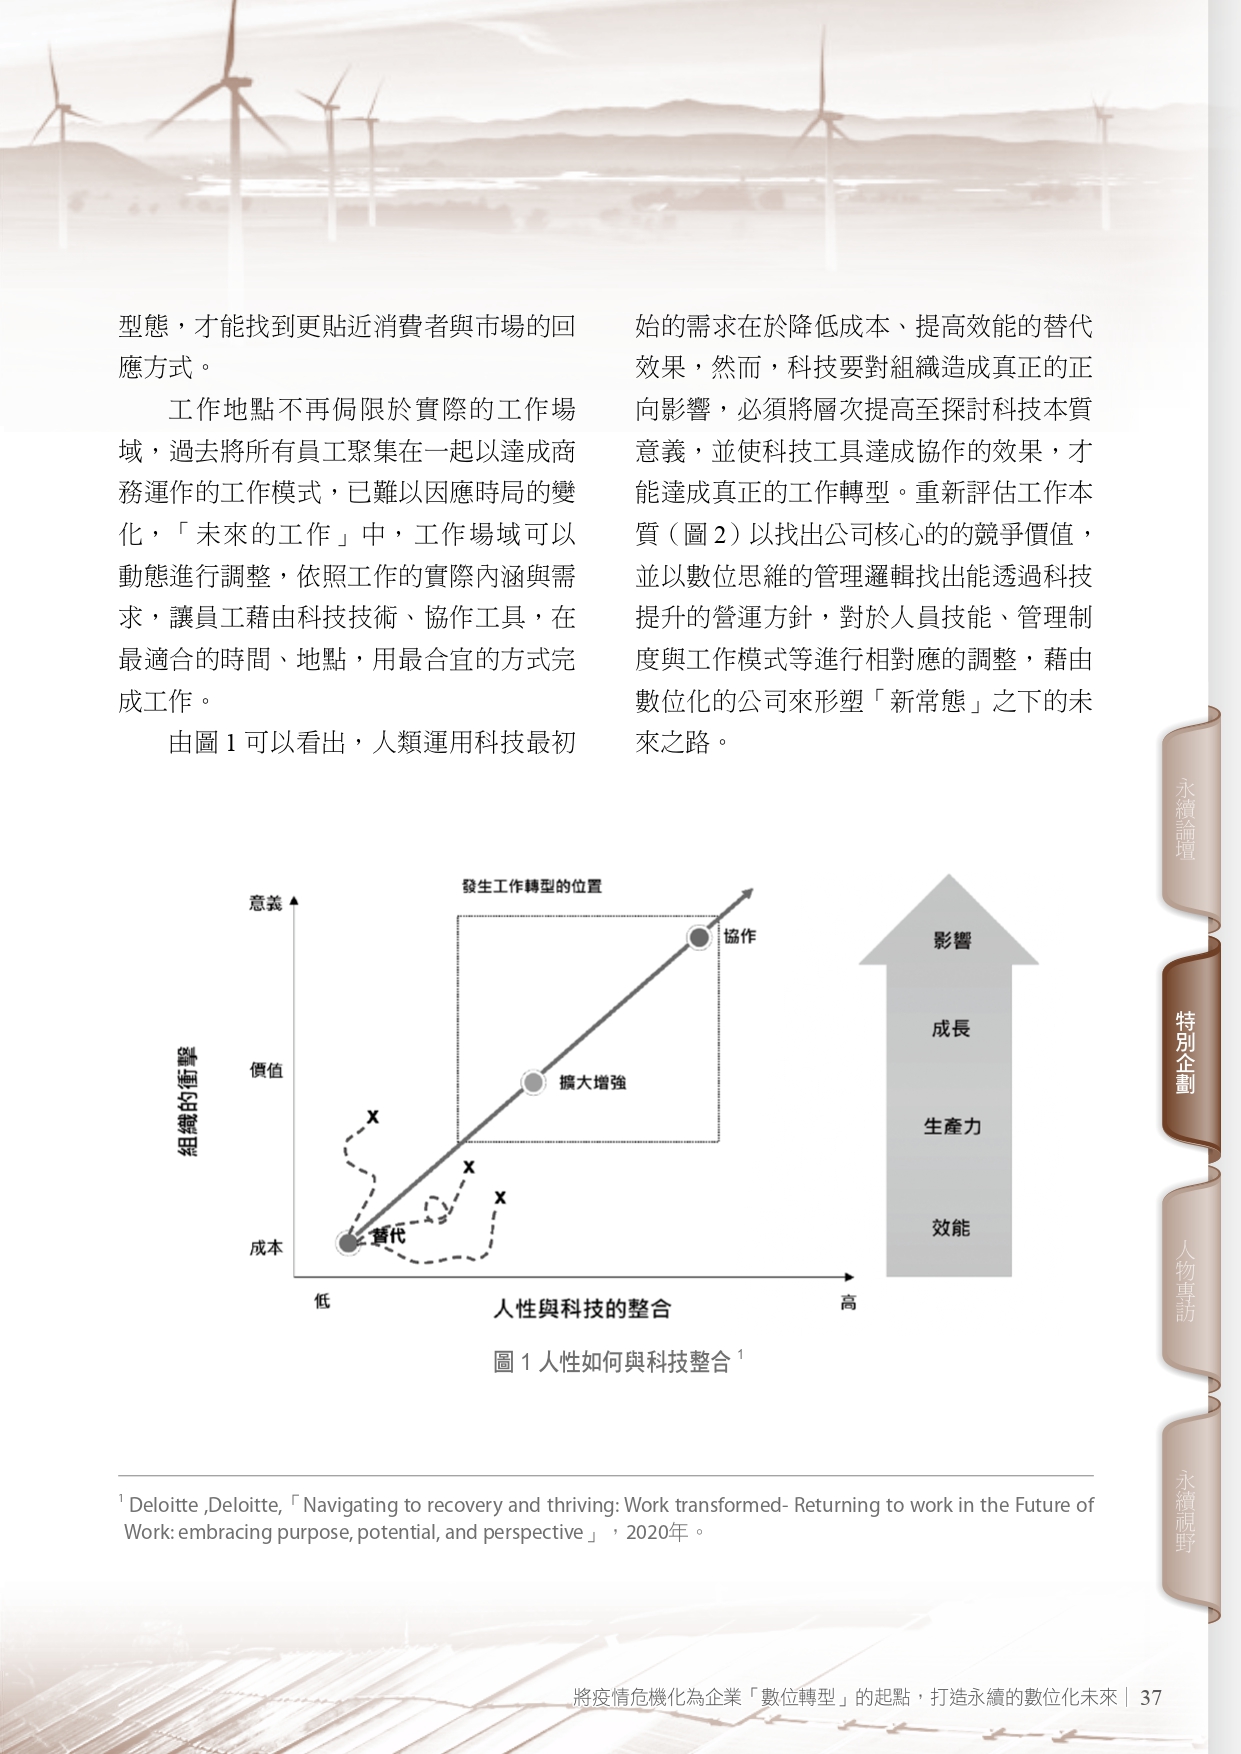 型態，才能找到更貼近消費者與市場的回
應方式。
工作地點不再侷限於實際的工作場
域，過去將所有員工聚集在一起以達成商
務運作的工作模式，已難以因應時局的變
化，「未來的工作」中，工作場域可以
動態進行調整，依照工作的實際內涵與需
求，讓員工藉由科技技術、協作工具，在
最適合的時間、地點，用最合宜的方式完
成工作。
由圖 1 可以看出，人類運用科技最初
始的需求在於降低成本、提高效能的替代
效果，然而，科技要對組織造成真正的正
向影響，必須將層次提高至探討科技本質
意義，並使科技工具達成協作的效果，才
能達成真正的工作轉型。重新評估工作本
質（圖 2）以找出公司核心的的競爭價值，
並以數位思維的管理邏輯找出能透過科技
提升的營運方針，對於人員技能、管理制
度與工作模式等進行相對應的調整，藉由
數位化的公司來形塑「新常態」之下的未
來之路。
發生工作轉型的位置
意義
協作
價值
擴大增強
組織的衝擊
X
X
X
替代
成本
低
人性與科技的整合
高
影響
成長
生產力
效能
圖 1 人性如何與科技整合 1
1 Deloitte ,Deloitte,「Navigating to recovery and thriving: Work transformed- Returning to work in the Future of
Work: embracing purpose, potential, and perspective」，2020年。
永續論壇
特別企劃
人物專訪
永續視野
將疫情危機化為企業「數位轉型」的起點，打造永續的數位化未來｜37